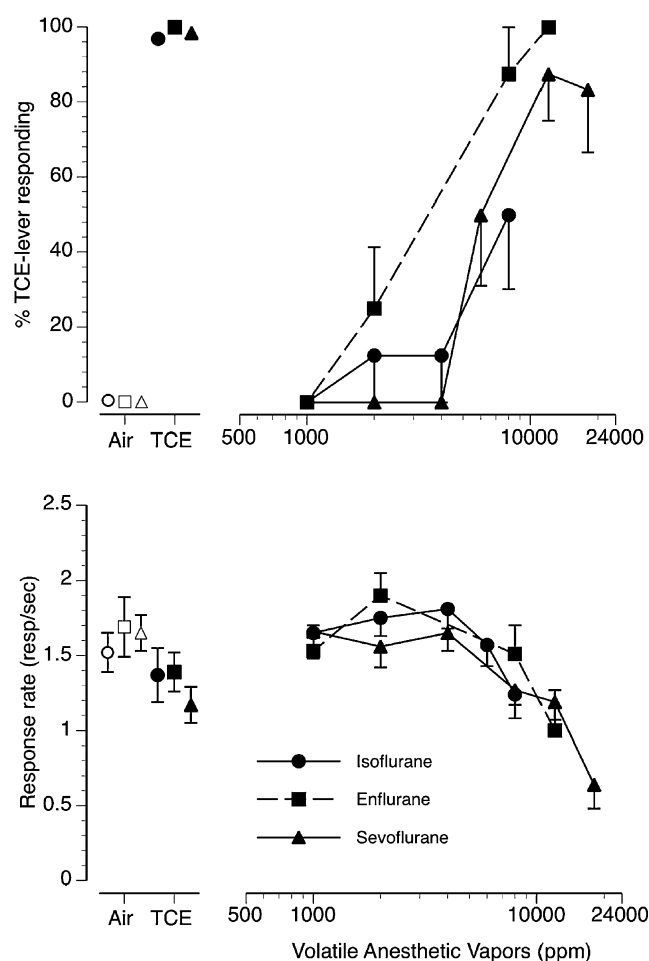 % TCE-lever responding
100
80
60
40
20
0
Air TCE
500 1000 10000 24000
Response rate (resp/sec)
2.5
2
1.5
1
0.5
0
Isoflurane
Enflurane
Sevoflurane
Air TCE
500 1000 10000 24000
Volatile Anesthetic Vapors (ppm)